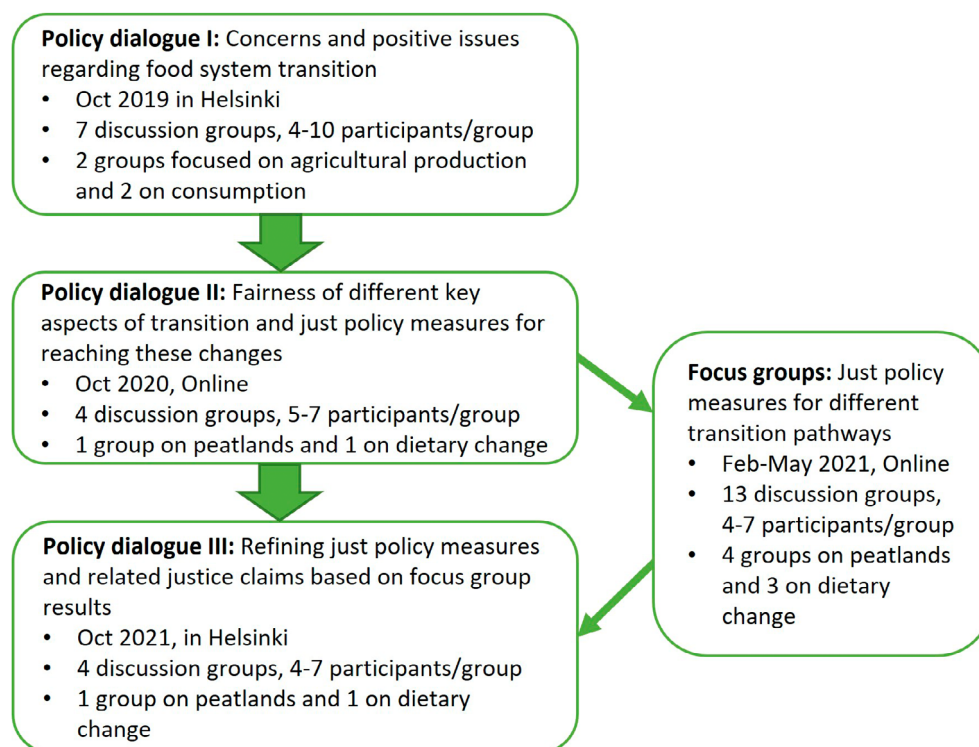 Policy dialogue I: Concerns and positive issues
regarding food system transition
• Oct 2019 in Helsinki
• 7 discussion groups, 4-10 participants/group
• 2 groups focused on agricultural production
and 2 on consumption
Policy dialogue II: Fairness of different key
aspects of transition and just policy measures for
reaching these changes
• Oct 2020, Online
• 4 discussion groups, 5-7 participants/group
• 1 group on peatlands and 1 on dietary change
Focus groups: Just policy
measures for different
transition pathways
• Feb-May 2021, Online
• 13 discussion groups,
4-7 participants/group
• 4 groups on peatlands
and 3 on dietary
change
Policy dialogue III: Refining just policy measures
and related justice claims based on focus group
results
• Oct 2021, in Helsinki
• 4 discussion groups, 4-7 participants/group
• 1 group on peatlands and 1 on dietary
change